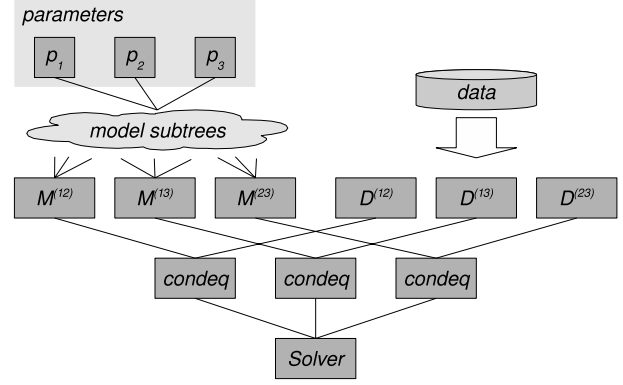 parameters
p1 p2 p3
data
model subtrees
M(12) M(13) M(23) D(12) D(13) D(23)
condeq condeq condeq
Solver